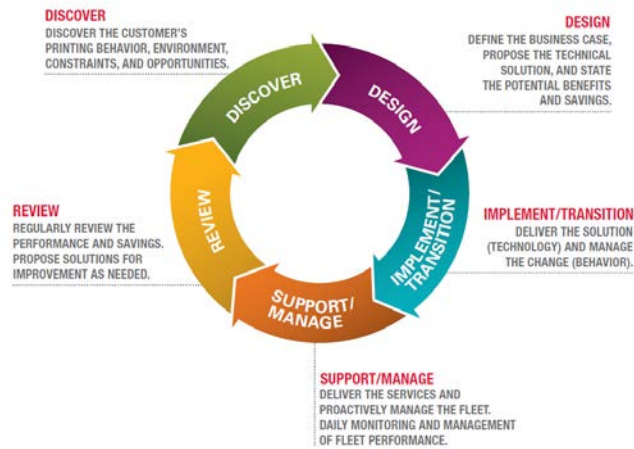 DISCOVER
DISCOVER THE CUSTOMER'S
PRINTING BEHAVIOR, ENVIRONMENT,
CONSTRAINTS, AND OPPORTUNITIES.
DESIGN
DEFINE THE BUSINESS CASE,
PROPOSE THE TECHNICAL
SOLUTION, AND STATE
THE POTENTIAL BENEFITS
AND SAVINGS.
DISCOVER
DESIGN
IMPLEMENT/
TRANSITION
SUPPORT/
MANAGE
REVIEW
REVIEW
REGULARLY REVIEW THE
PERFORMANCE AND SAVINGS.
PROPOSE SOLUTIONS FOR
IMPROVEMENT AS NEEDED.
IMPLEMENT/TRANSITION
DELIVER THE SOLUTION
(TECHNOLOGY) AND MANAGE
THE CHANGE (BEHAVIOR).
SUPPORT/MANAGE
DELIVER THE SERVICES AND
PROACTIVELY MANAGE THE FLEET.
DAILY MONITORING AND MANAGEMENT
OF FLEET PERFORMANCE.